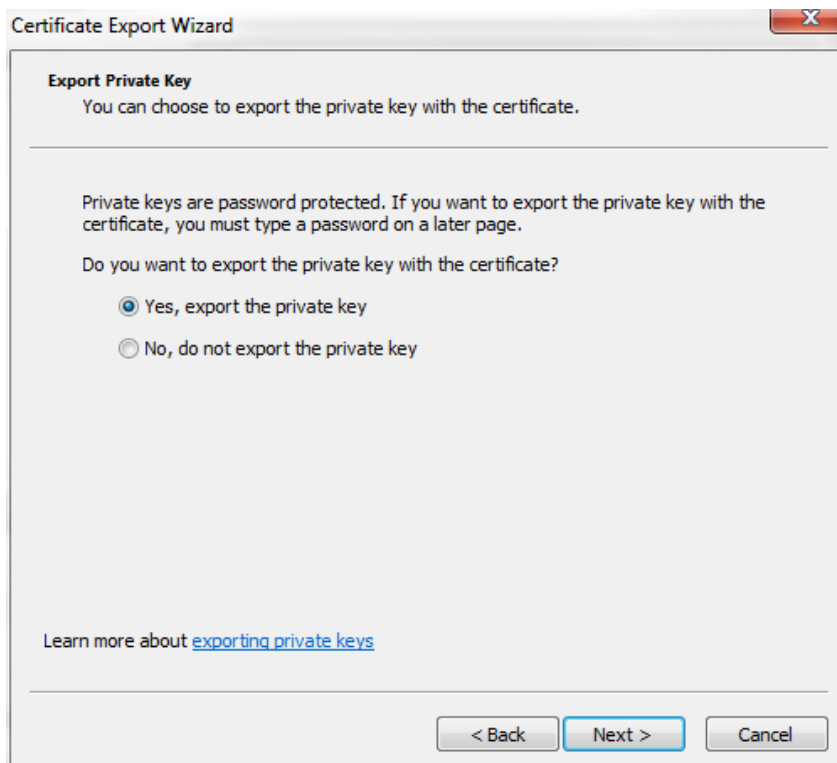 Certificate Export Wizard
Export Private Key
You can choose to export the private key with the certificate.
Private keys are password protected. If you want to export the private key with the
certificate, you must type a password on a later page.
Do you want to export the private key with the certificate?
Yes, export the private key
No, do not export the private key
Learn more about exporting private keys
< Back Next > Cancel